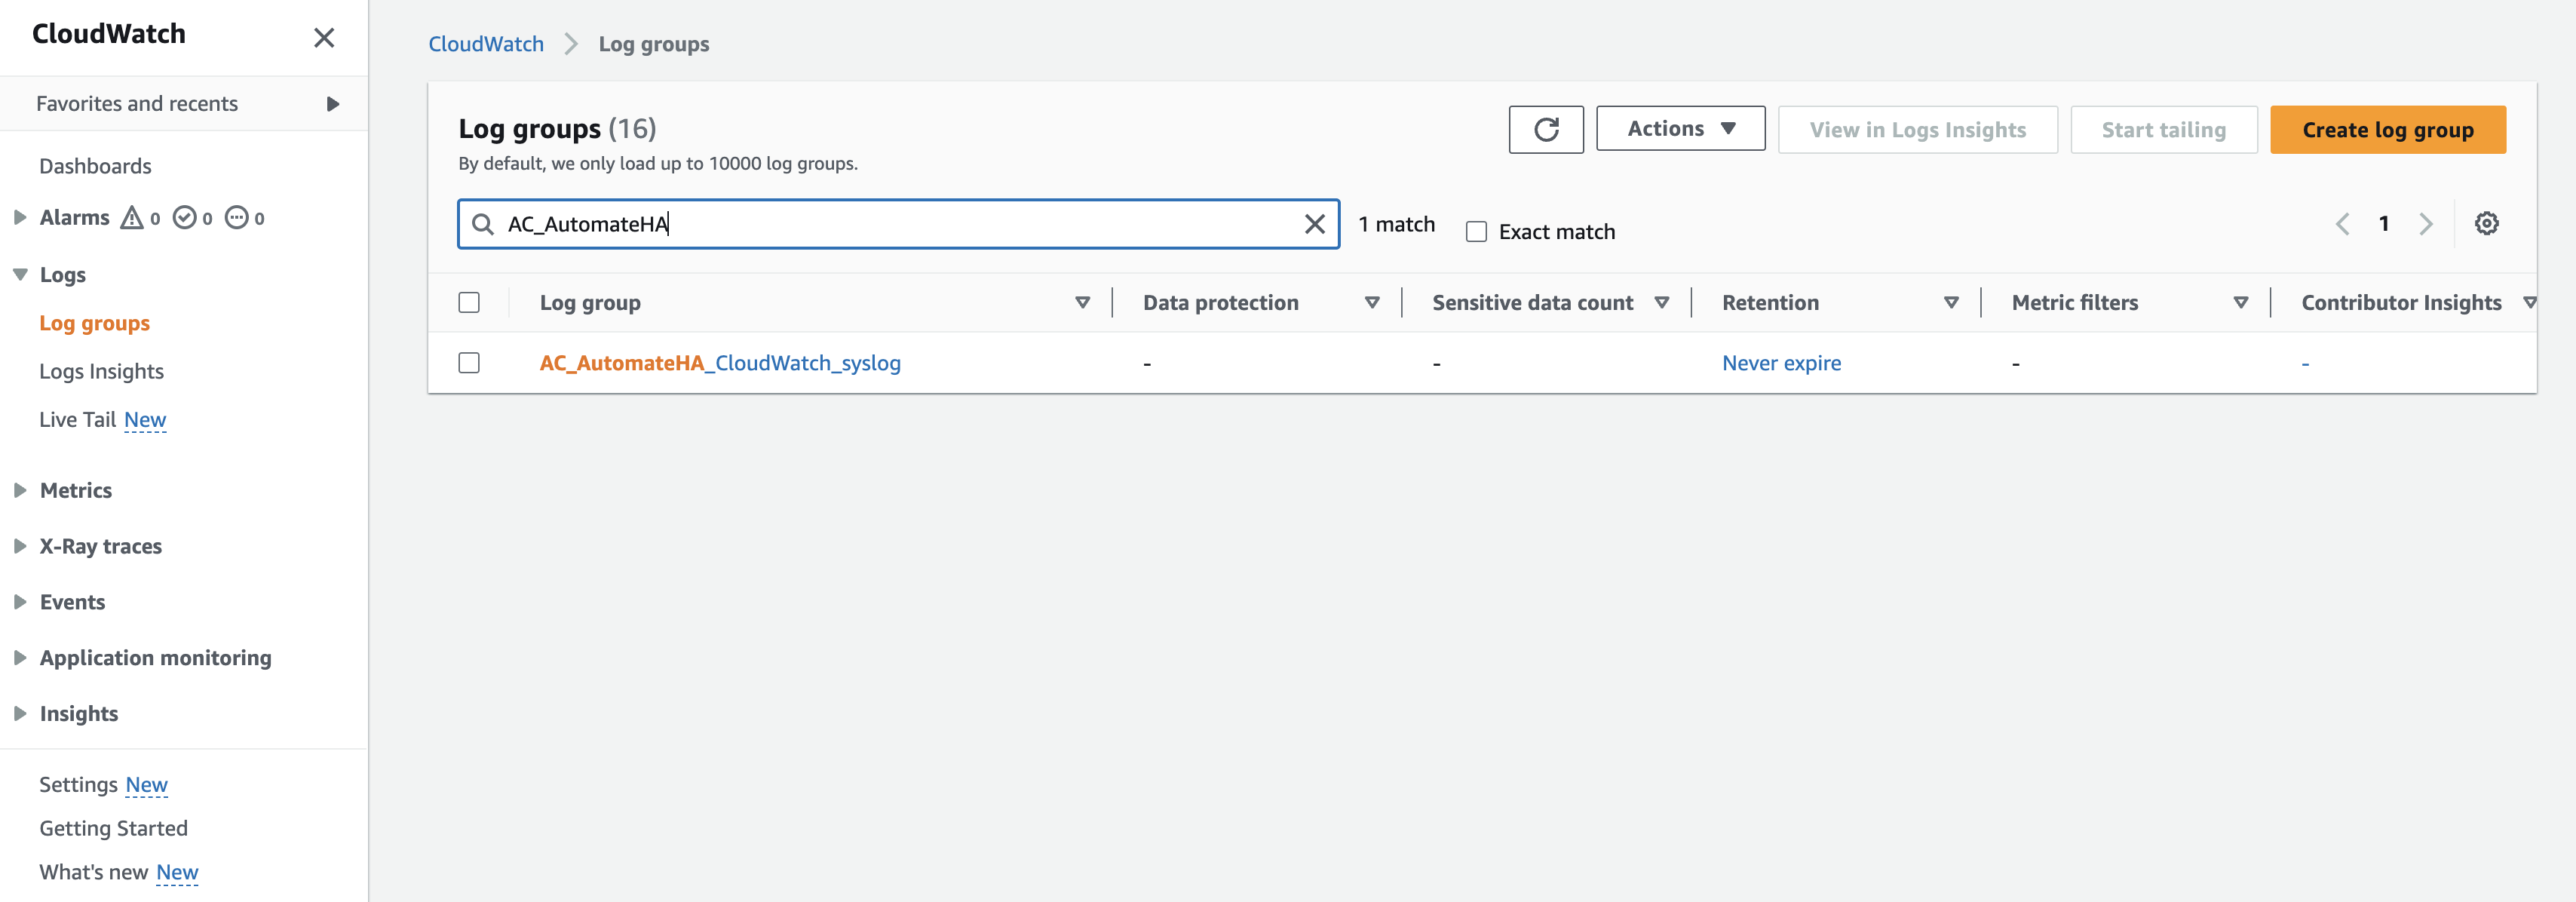 CloudWatch
Favorites and recents
Dashboards
Alarms 0 0 0
Logs
Log groups
Logs Insights
Live Tail New
Metrics
X-Ray traces
Events
Application monitoring
Insights
Settings New
Getting Started
What's new New
CloudWatch Log groups
Log groups (16)
By default, we only load up to 10000 log groups.
Actions View in Logs Insights Start tailing Create log group
AC_AutomateHA 1 match Exact match 1
Log group Data protection Sensitive data count Retention Metric filters Contributor Insights
AC_AutomateHA_CloudWatch_syslog - - Never expire - -